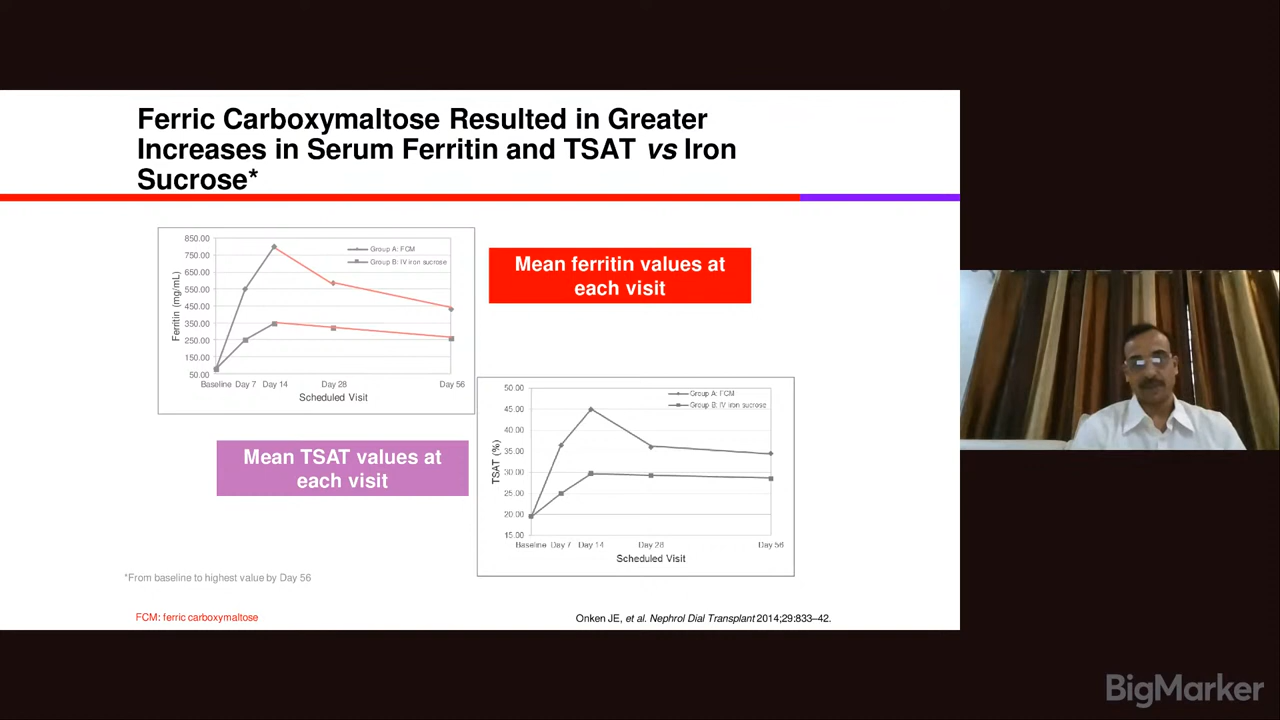 Ferric Carboxymaltose Resulted in Greater
Increases in Serum Ferritin and TSAT vs Iron
Sucrose*
850.00
750.00
650.00
550.00
450.00
350.00
250.00
150.00
50.00
Ferritin (mg/mL)
Group A: FCM
Group B: IV iron sucrose
Baseline Day 7 Day 14 Day 28 Day 56
Scheduled Visit
Mean ferritin values at
each visit
Mean TSAT values at
each visit
50.00
45.00
40.00
35.00
30.00
25.00
20.00
15.00
TSAT (%)
Group A: FCM
Group B: IV iron sucrose
Baseline Day 7 Day 14 Day 28 Day 56
Scheduled Visit
*From baseline to highest value by Day 56
FCM: ferric carboxymaltose
Onken JE, et al. Nephrol Dial Transplant 2014;29:833–42.
BigMarker